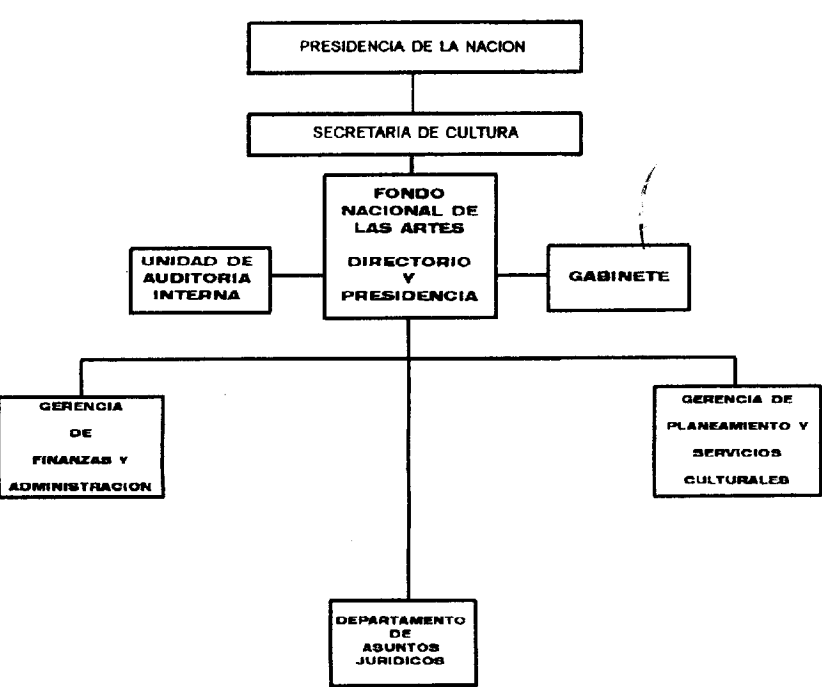 PRESIDENCIA DE LA NACION
SECRETARIA DE CULTURA
FONDO
NACIONAL DE
LAS ARTES
DIRECTORIO
Y
PRESIDENCIA
UNIDAD DE
AUDITORIA
INTERNA
GABINETE
GERENCIA
DE
FINANZAS Y
ADMINISTRACION
GERENCIA DE
PLANEAMIENTO Y
SERVICIOS
CULTURALES
DEPARTAMENTO
DE
ASUNTOS
JURIDICOS